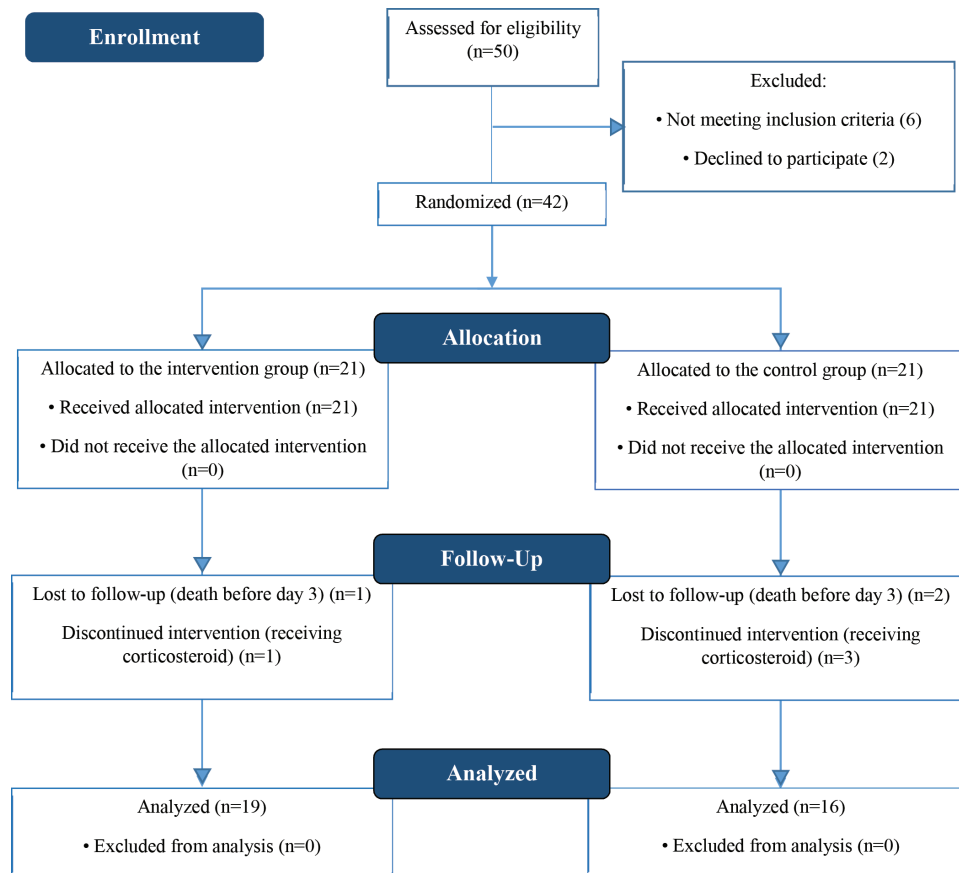 Enrollment
Assessed for eligibility
(n=50)
Excluded:
• Not meeting inclusion criteria (6)
• Declined to participate (2)
Randomized (n=42)
Allocation
Allocated to the intervention group (n=21)
• Received allocated intervention (n=21)
• Did not receive the allocated intervention
(n=0)
Allocated to the control group (n=21)
• Received allocated intervention (n=21)
• Did not receive the allocated intervention
(n=0)
Follow-Up
Lost to follow-up (death before day 3) (n=1)
Discontinued intervention (receiving
corticosteroid) (n=1)
Lost to follow-up (death before day 3) (n=2)
Discontinued intervention (receiving
corticosteroid) (n=3)
Analyzed
Analyzed (n=19)
• Excluded from analysis (n=0)
Analyzed (n=16)
• Excluded from analysis (n=0)